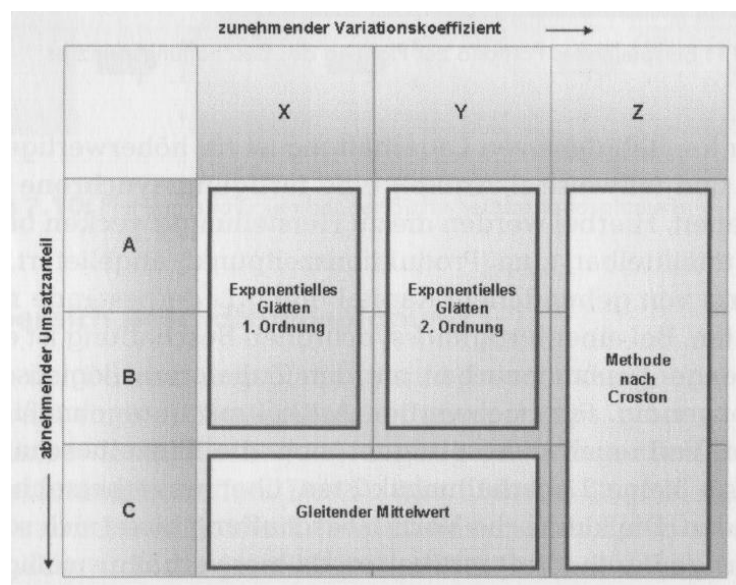 zunehmender Variationskoeffizient
X
Y
Z
abnehmender Umsatzanteil
A
Exponentielles
Glätten
1. Ordnung
Exponentielles
Glätten
2. Ordnung
B
Methode
nach
Croston
C
Gleitender Mittelwert